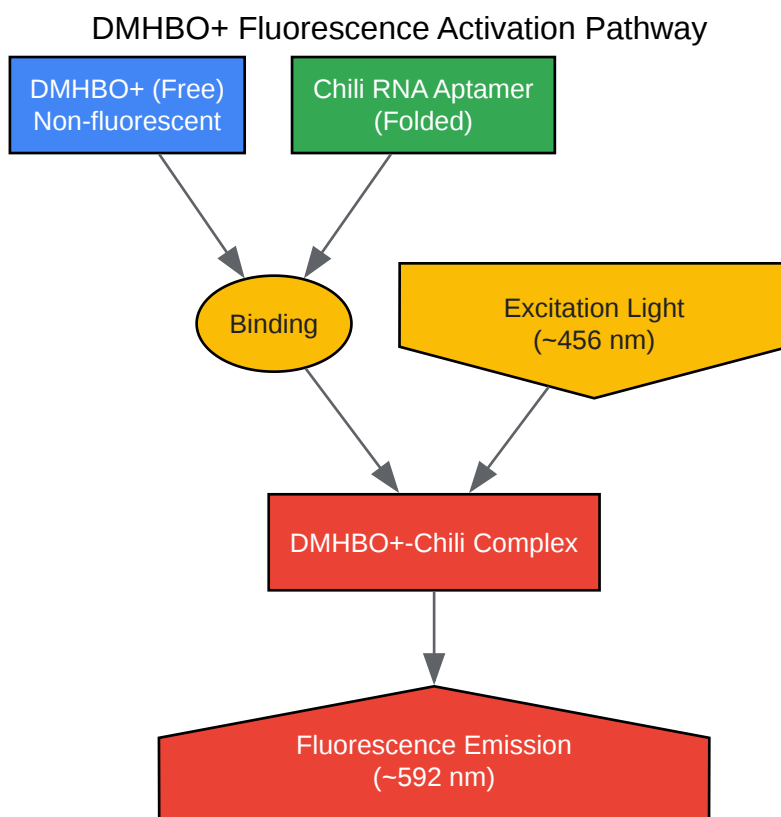 DMHBO+ Fluorescence Activation Pathway
DMHBO+ (Free)
Non-fluorescent
Chili RNA Aptamer
(Folded)
Binding
Excitation Light
(~456 nm)
DMHBO+-Chili Complex
Fluorescence Emission
(~592 nm)